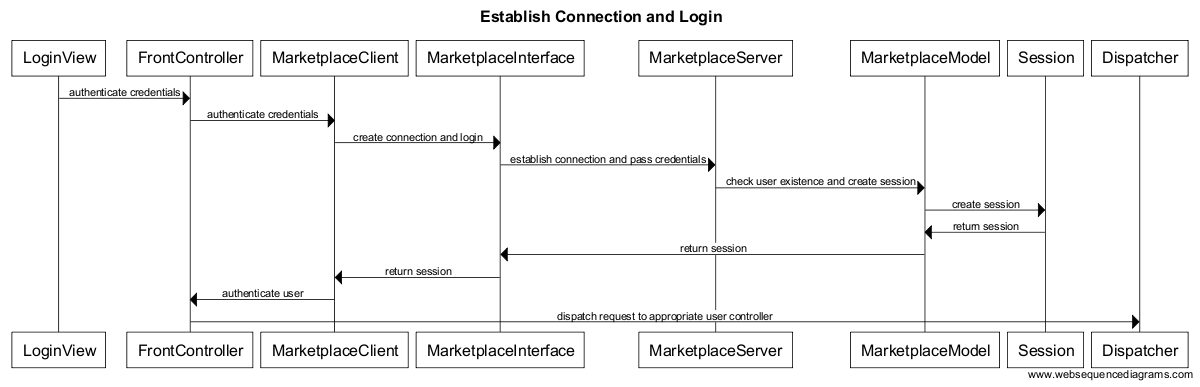 Establish Connection and Login
LoginView FrontController MarketplaceClient MarketplaceInterface MarketplaceServer MarketplaceModel Session Dispatcher
authenticate credentials
authenticate credentials
create connection and login
establish connection and pass credentials
check user existence and create session
create session
return session
return session
return session
authenticate user
dispatch request to appropriate user controller
LoginView FrontController MarketplaceClient MarketplaceInterface MarketplaceServer MarketplaceModel Session Dispatcher
www.websequencediagrams.com